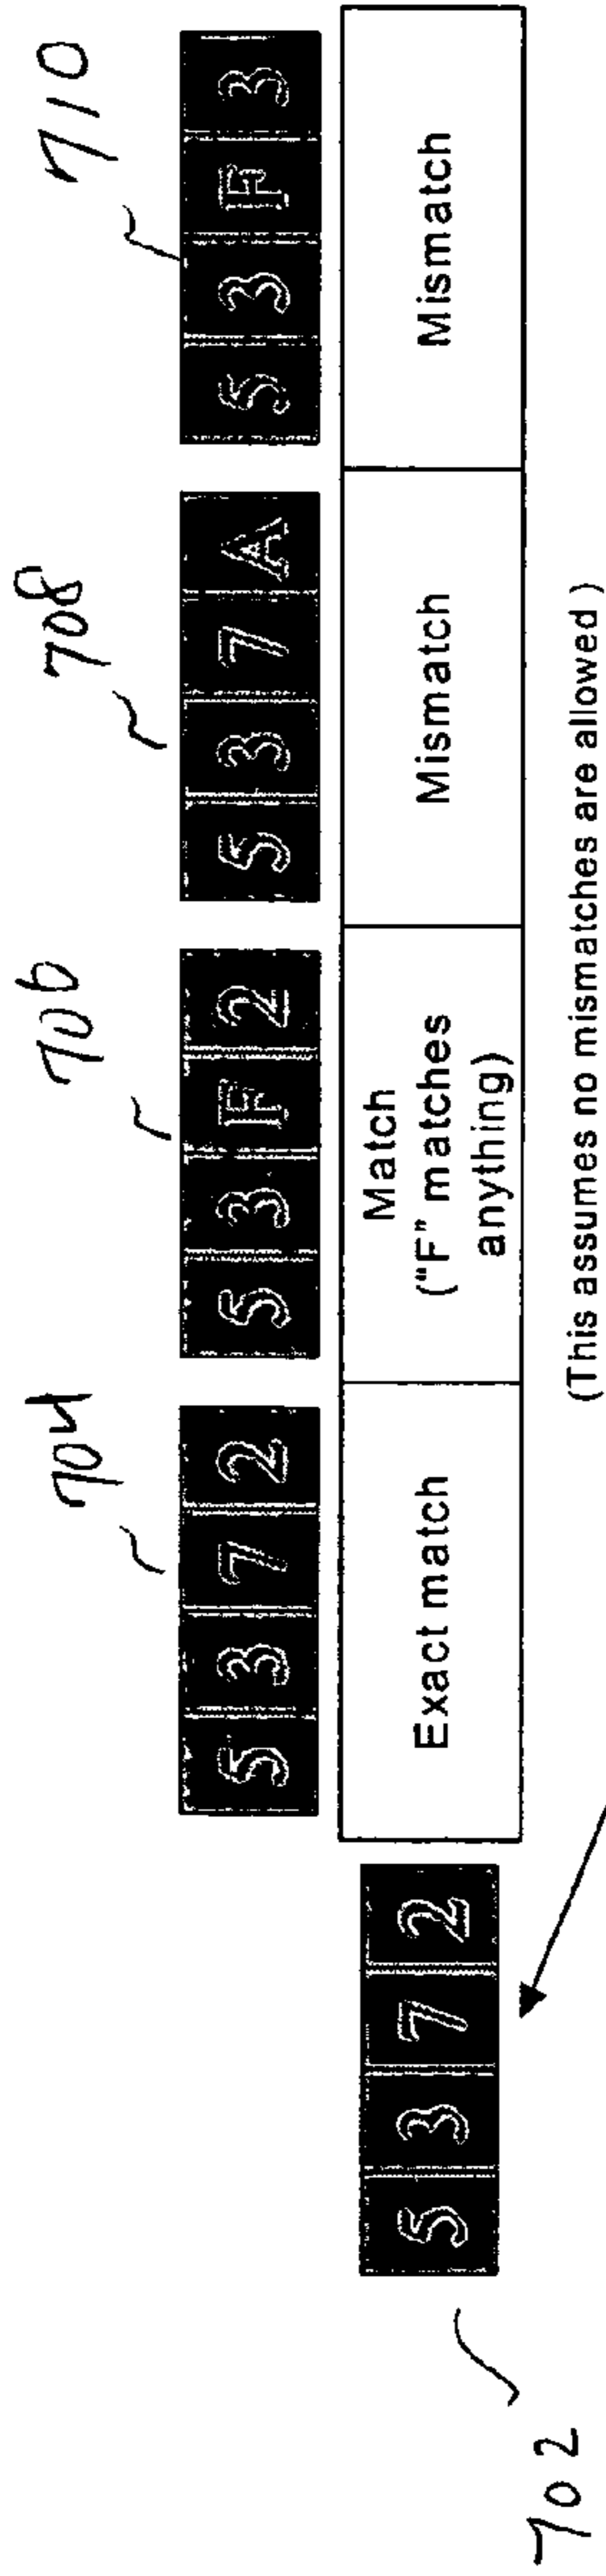 704 706 708 710
5 3 7 2 5 3 F 2 5 3 7 A 5 3 F 3
Exact match
Match
("F" matches
anything)
Mismatch
Mismatch
5 3 7 2
702
(This assumes no mismatches are allowed )